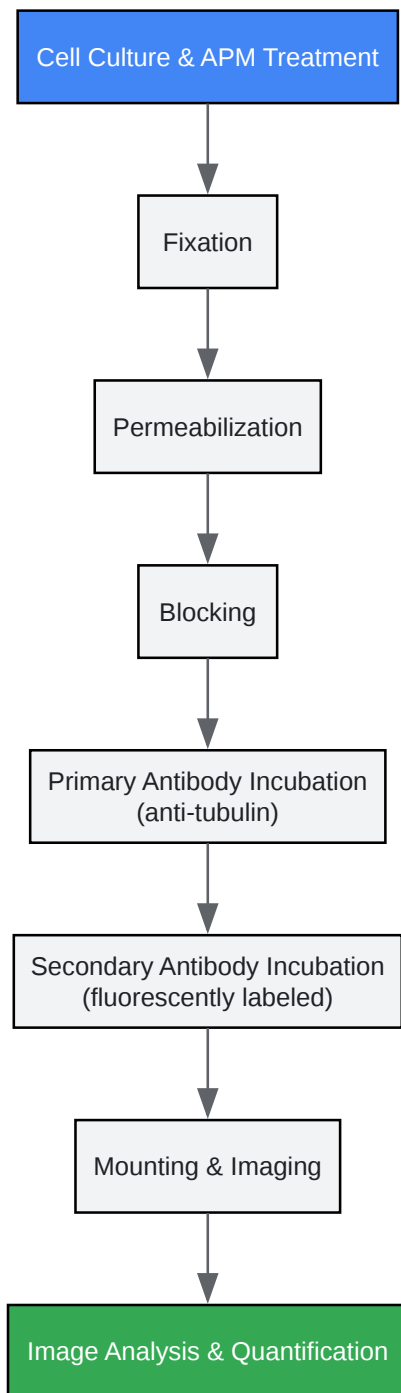 Cell Culture & APM Treatment
Fixation
Permeabilization
Blocking
Primary Antibody Incubation
(anti-tubulin)
Secondary Antibody Incubation
(fluorescently labeled)
Mounting & Imaging
Image Analysis & Quantification